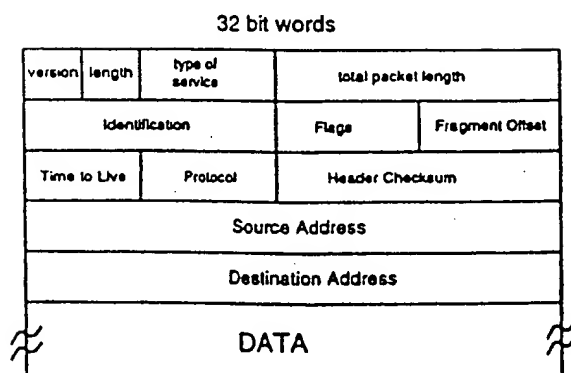 32 bit words
version length type of service total packet length
Identification Flags Fragment Offset
Time to Live Protocol Header Checksum
Source Address
Destination Address
DATA